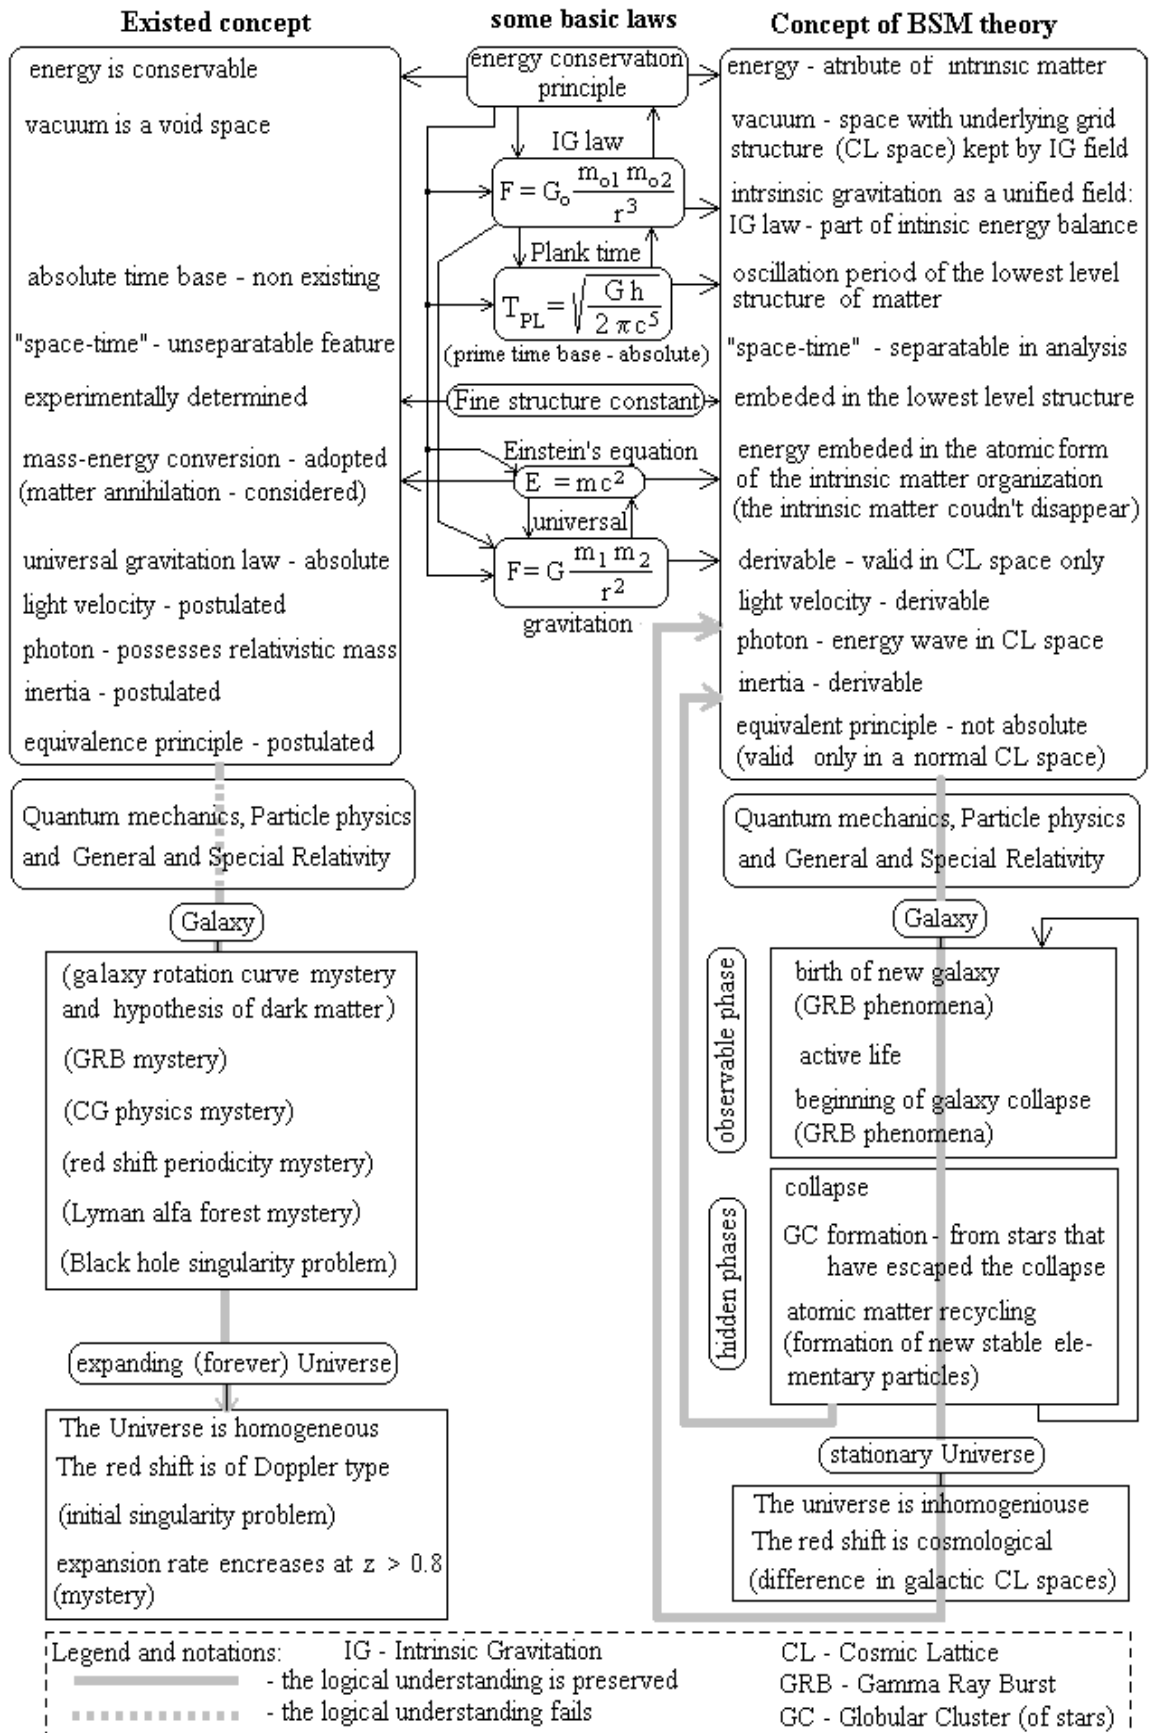 Existed concept
energy is conservable
vacuum is a void space
absolute time base - non existing
"space-time" - unseparatable feature
experimentally determined
mass-energy conversion - adopted
(matter annihilation - considered)
universal gravitation law - absolute
light velocity - postulated
photon - possesses relativistic mass
inertia - postulated
equivalence principle - postulated
Quantum mechanics, Particle physics
and General and Special Relativity
Galaxy
(galaxy rotation curve mystery
and hypothesis of dark matter)
(GRB mystery)
(CG physics mystery)
(red shift periodicity mystery)
(Lyman alfa forest mystery)
(Black hole singularity problem)
expanding (forever) Universe
The Universe is homogeneous
The red shift is of Doppler type
(initial singularity problem)
expansion rate encreases at z > 0.8
(mystery)
some basic laws
energy conservation
principle
IG law
F = G_o m_o1 m_o2 / r^3
Plank time
T_PL = √(G h / 2 π c^5)
(prime time base - absolute)
Fine structure constant
Einstein's equation
E = mc^2
universal
F = G m_1 m_2 / r^2
gravitation
Concept of BSM theory
energy - atribute of intrinsic matter
vacuum - space with underlying grid
structure (CL space) kept by IG field
intrsinsic gravitation as a unified field:
IG law - part of intinsic energy balance
oscillation period of the lowest level
structure of matter
"space-time" - separatable in analysis
embeded in the lowest level structure
energy embeded in the atomic form
of the intrinsic matter organization
(the intrinsic matter coudn't disappear)
derivable - valid in CL space only
light velocity - derivable
photon - energy wave in CL space
inertia - derivable
equivalent principle - not absolute
(valid only in a normal CL space)
Quantum mechanics, Particle physics
and General and Special Relativity
Galaxy
observable phase
birth of new galaxy
(GRB phenomena)
active life
beginning of galaxy collapse
(GRB phenomena)
hidden phases
collapse
GC formation - from stars that
have escaped the collapse
atomic matter recycling
(formation of new stable ele-
mentary particles)
stationary Universe
The universe is inhomogeniouse
The red shift is cosmological
(difference in galactic CL spaces)
Legend and notations:
IG - Intrinsic Gravitation
CL - Cosmic Lattice
- the logical understanding is preserved
GRB - Gamma Ray Burst
- the logical understanding fails
GC - Globular Cluster (of stars)